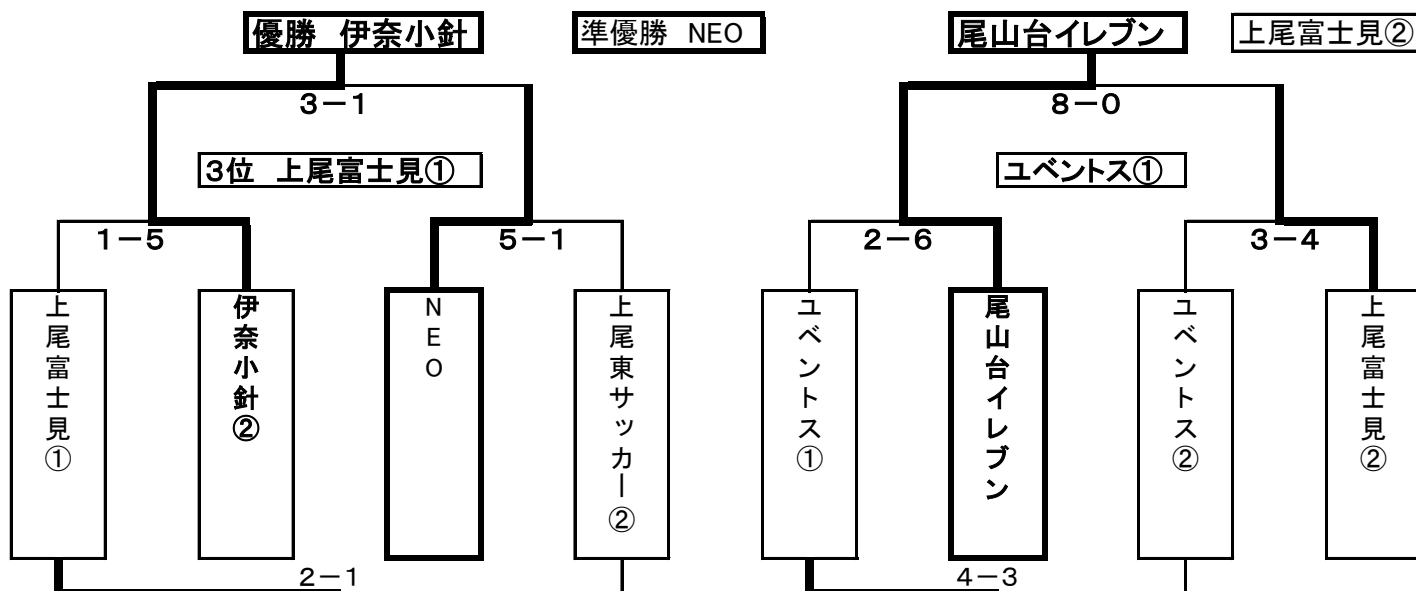 優勝　伊奈小針
準優勝　NEO
尾山台イレブン
上尾富士見②
3－1
8－0
3位　上尾富士見①
ユベントス①
1－5
5－1
2－6
3－4
上尾富士見①
伊奈小針②
NEO
上尾東サッカー②
ユベントス①
尾山台イレブン
ユベントス②
上尾富士見②
2－1
4－3